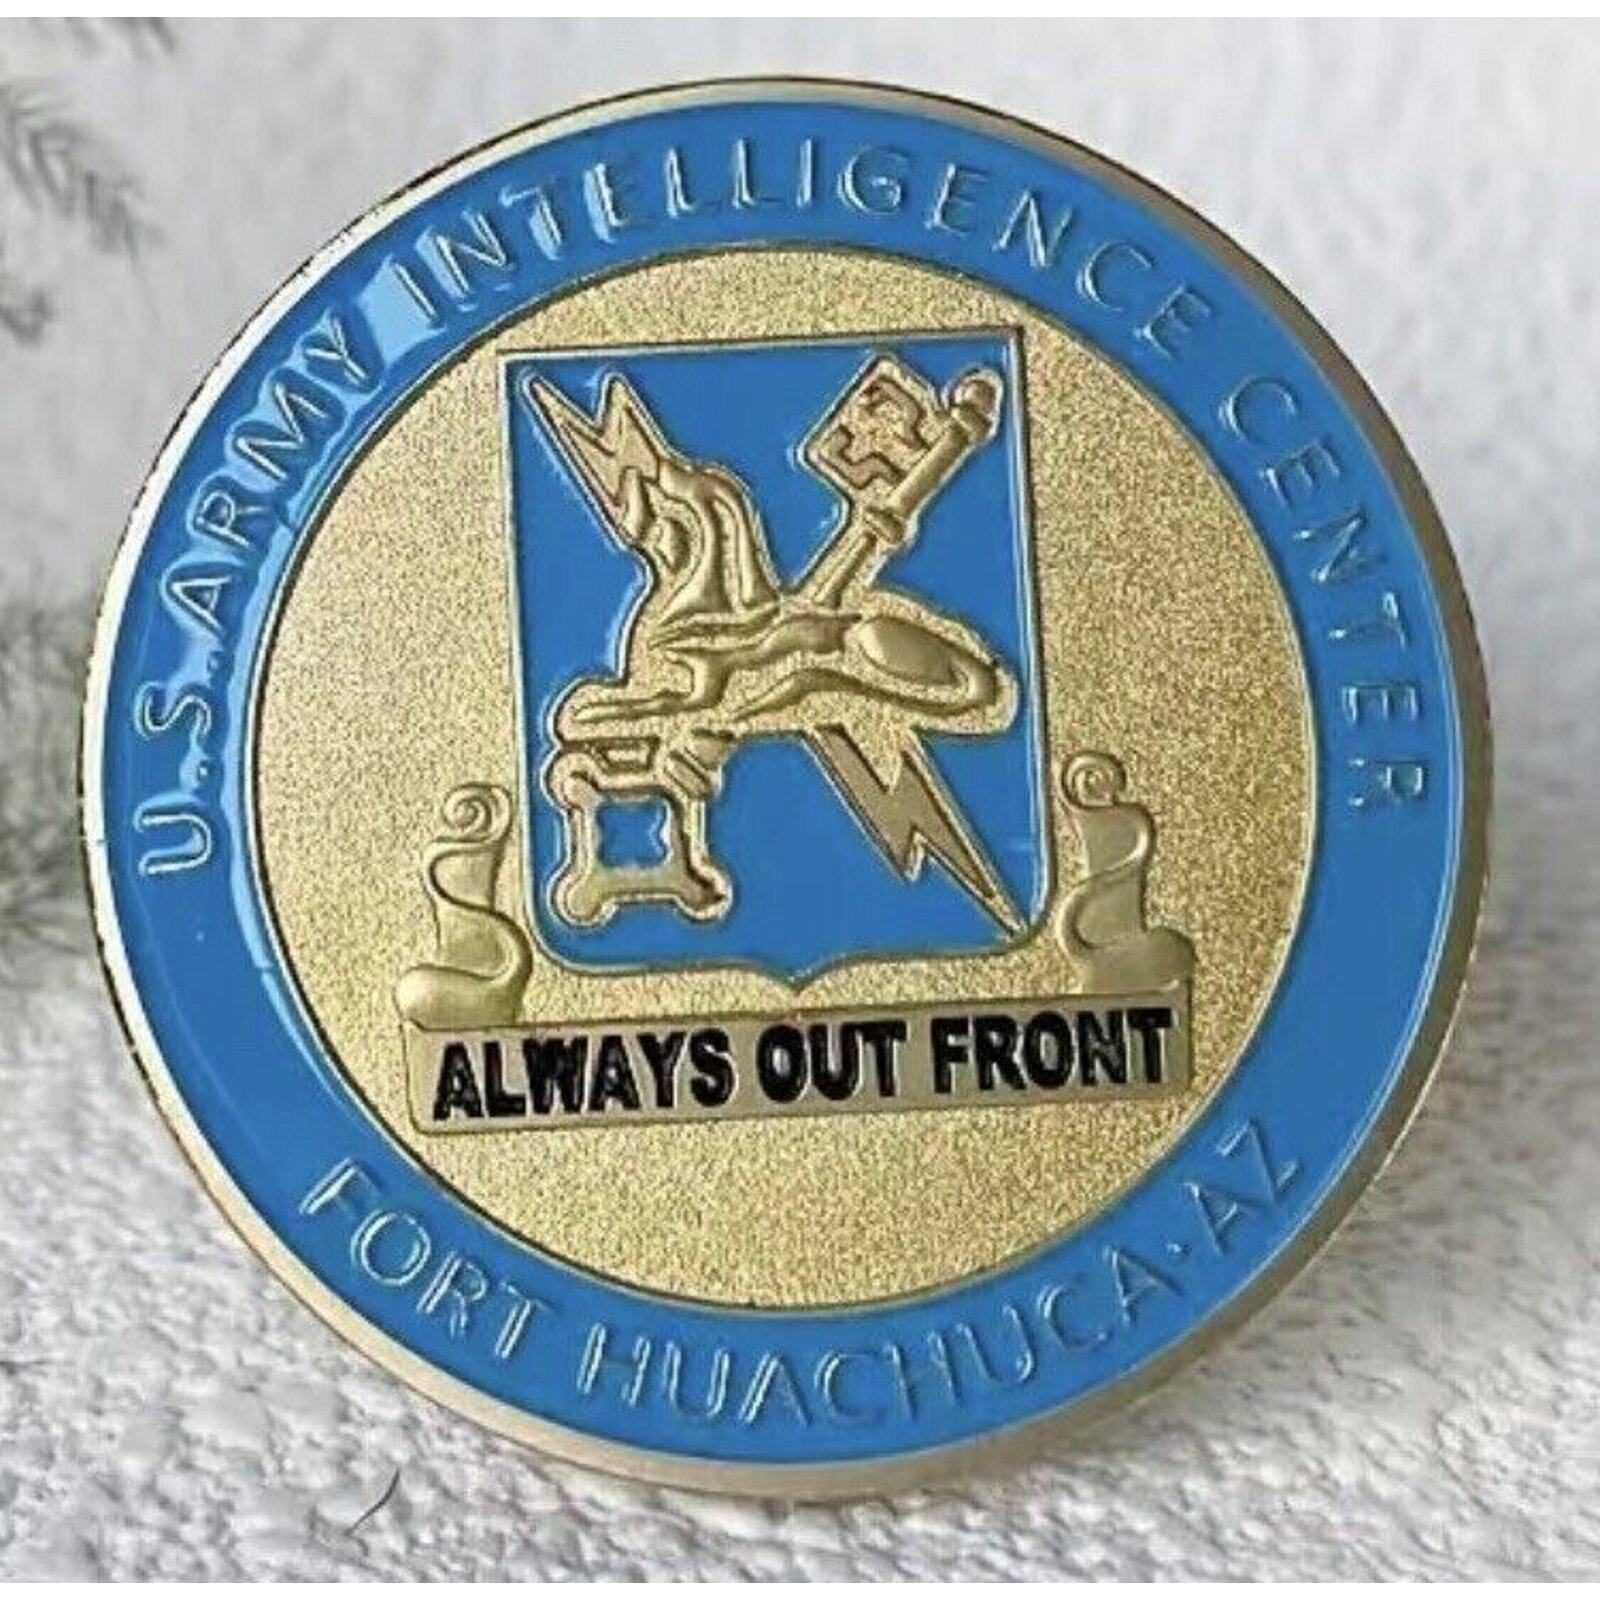 U.S. ARMY INTELLIGENCE CENTER
ALWAYS OUT FRONT
FORT HUACHUCA · AZ